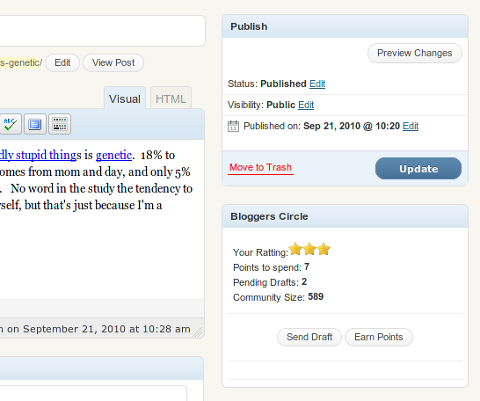 s-genetic/ Edit View Post
Visual HTML
ABC
dly stupid things is genetic. 18% to
omes from mom and day, and only 5%
. No word in the study the tendency to
yself, but that's just because I'm a
n on September 21, 2010 at 10:28 am
Publish
Preview Changes
Status: Published Edit
Visibility: Public Edit
Published on: Sep 21, 2010 @ 10:20 Edit
Move to Trash Update
Bloggers Circle
Your Ratting:
Points to spend: 7
Pending Drafts: 2
Community Size: 589
Send Draft Earn Points